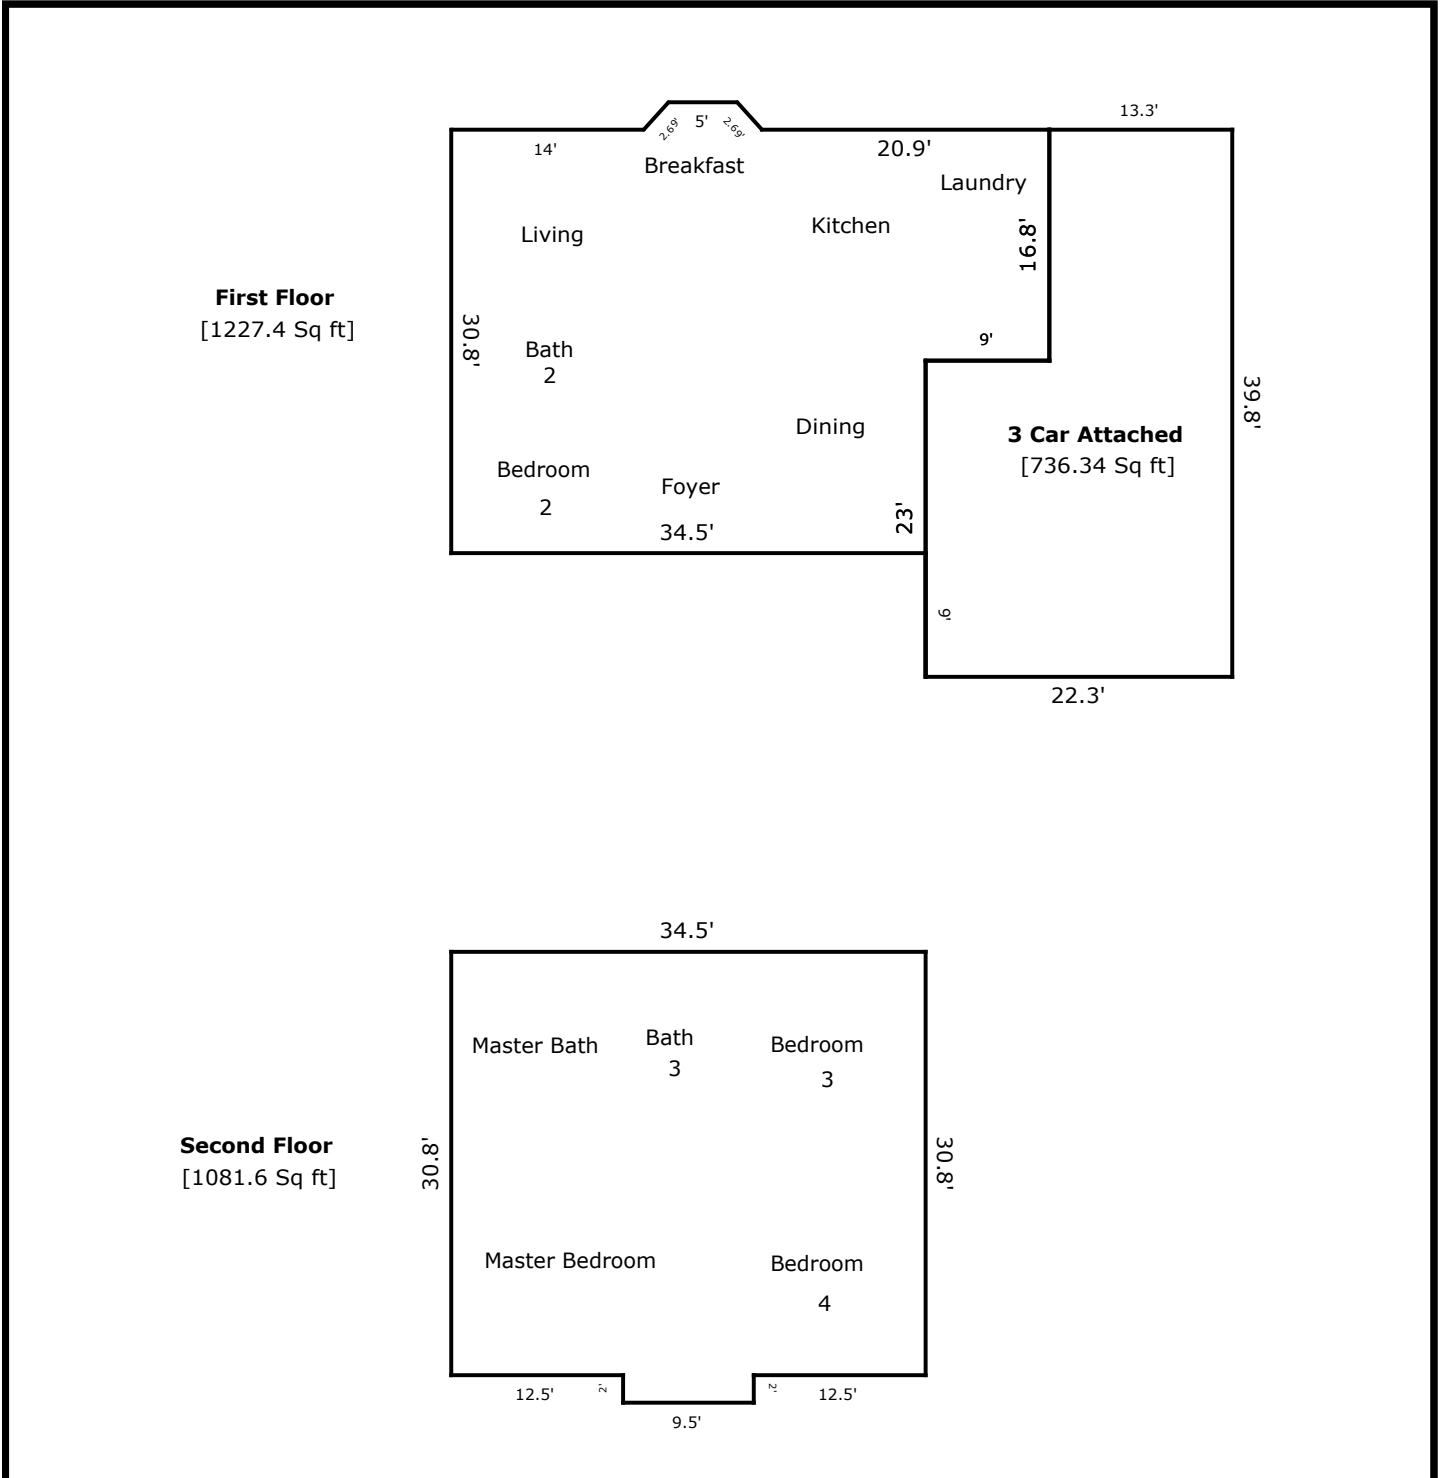 13.3'
5'
2.69'
2.69'
14'
20.9'
Breakfast
Laundry
Kitchen
Living
16.8'
First Floor
[1227.4 Sq ft]
30.8'
9'
Bath
2
39.8'
Dining
3 Car Attached
[736.34 Sq ft]
Bedroom
2
Foyer
23'
34.5'
9'
22.3'
34.5'
Master Bath
Bath
3
Bedroom
3
Second Floor
[1081.6 Sq ft]
30.8'
30.8'
Master Bedroom
Bedroom
4
12.5'
2'
2'
12.5'
9.5'